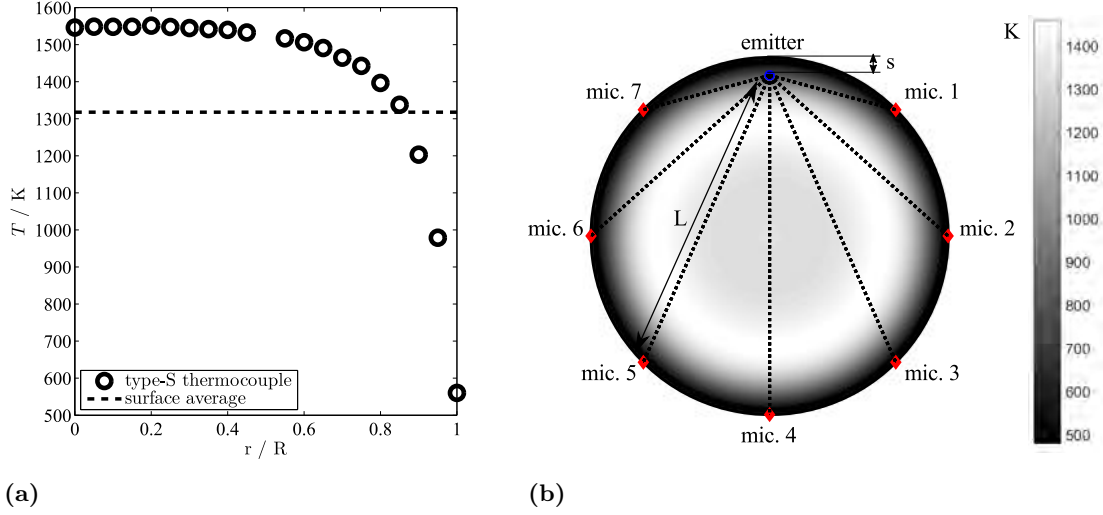 1600
1500
1400
1300
1200
1100
1000
900
800
700
600
500
T / K
0
0.2
0.4
0.6
0.8
1
r / R
type-S thermocouple
surface average
(a)
emitter
s
mic. 7
mic. 1
L
mic. 6
mic. 2
mic. 5
mic. 3
mic. 4
K
1400
1300
1200
1100
1000
900
800
700
600
500
(b)